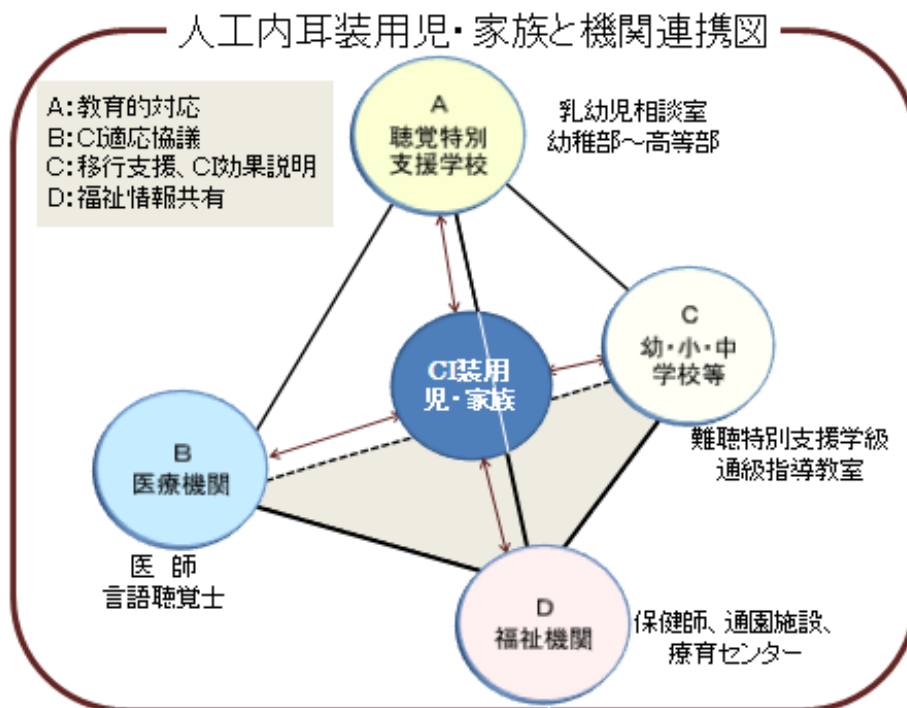 人工内耳装用児・家族と機関連携図
A:教育的対応
B:CI適応協議
C:移行支援、CI効果説明
D:福祉情報共有
A
聴覚特別
支援学校
乳幼児相談室
幼稚部～高等部
C
幼・小・中
学校等
難聴特別支援学級
通級指導教室
CI装用
児・家族
B
医療機関
医 師
言語聴覚士
D
福祉機関
保健師、通園施設、
療育センター